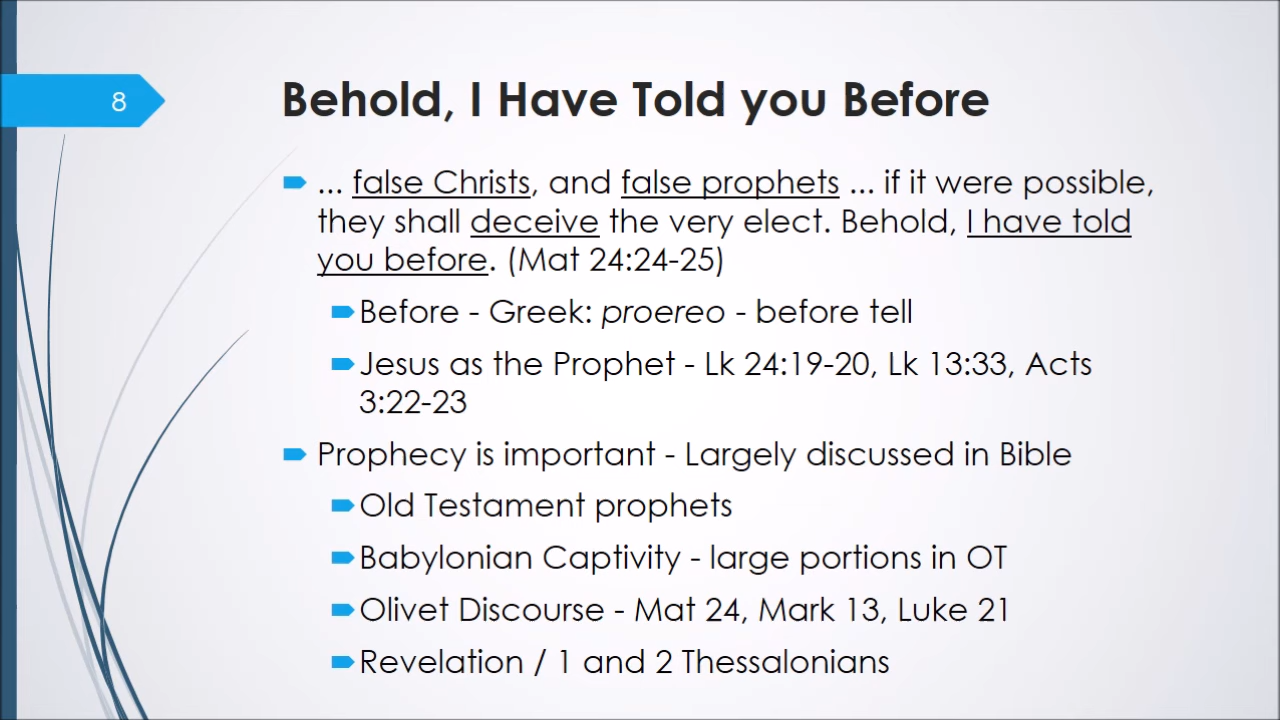 8
Behold, I Have Told you Before
... false Christs, and false prophets ... if it were possible,
they shall deceive the very elect. Behold, I have told
you before. (Mat 24:24-25)
Before - Greek: proereo - before tell
Jesus as the Prophet - Lk 24:19-20, Lk 13:33, Acts
3:22-23
Prophecy is important - Largely discussed in Bible
Old Testament prophets
Babylonian Captivity - large portions in OT
Olivet Discourse - Mat 24, Mark 13, Luke 21
Revelation / 1 and 2 Thessalonians